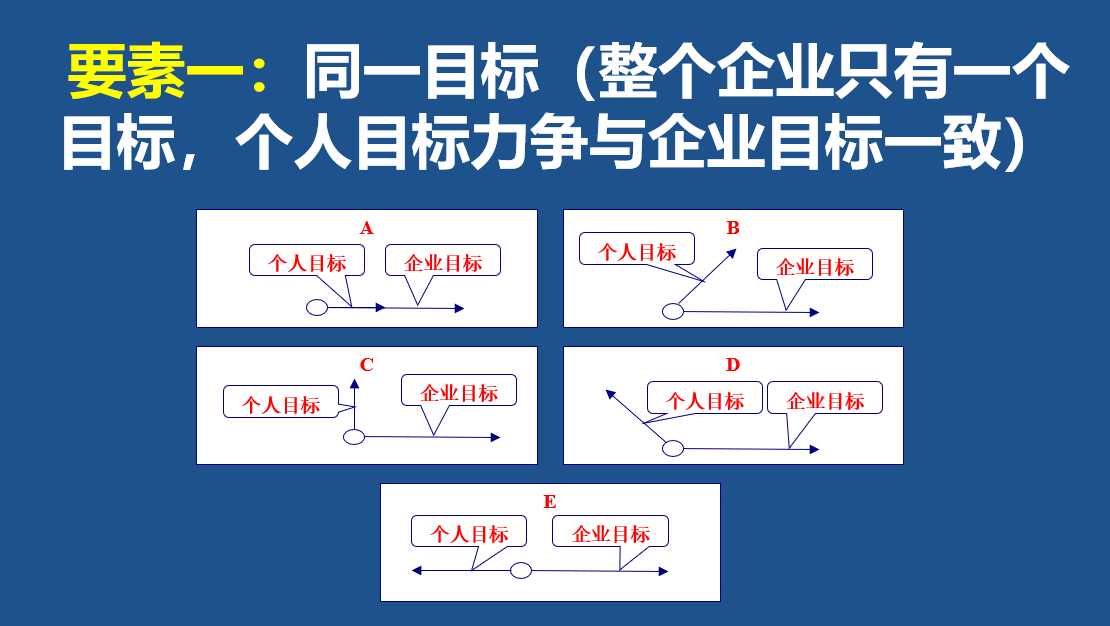 要素一：同一目标（整个企业只有一个
目标，个人目标力争与企业目标一致）
A
个人目标 企业目标
B
个人目标
企业目标
C
个人目标
企业目标
D
个人目标 企业目标
E
个人目标 企业目标